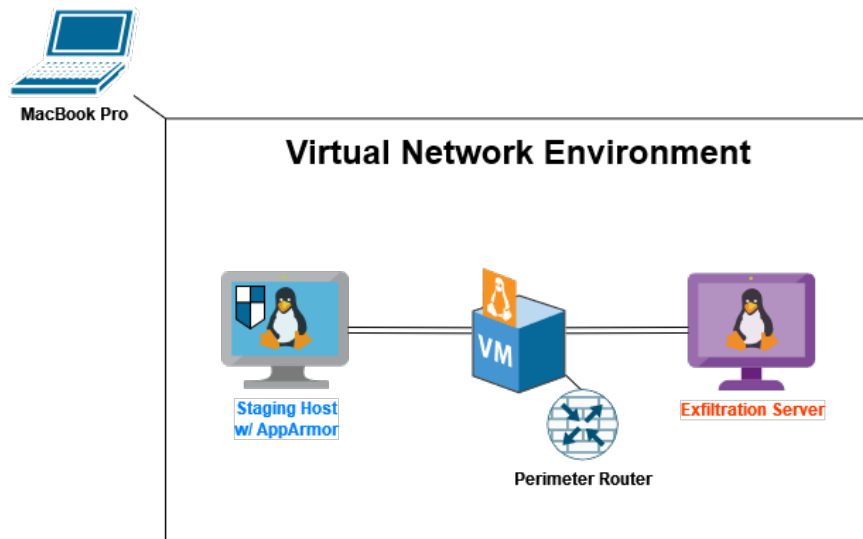 MacBook Pro
Virtual Network Environment
VM
Staging Host
w/ AppArmor
Exfiltration Server
Perimeter Router